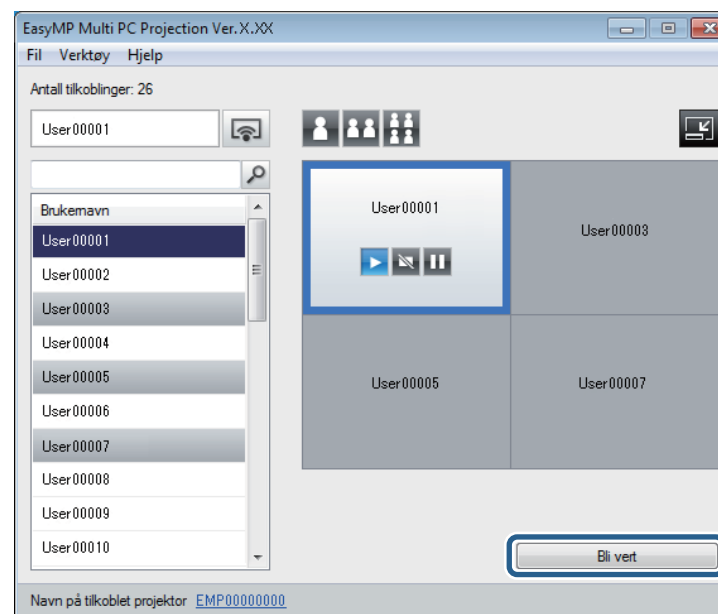 EasyMP Multi PC Projection Ver.X.XX
Fil Verktøy Hjelp
Antall tilkoblinger: 26
User00001
Brukernavn
User00001
User00002
User00003
User00004
User00005
User00006
User00007
User00008
User00009
User00010
User00001
User00003
User00005
User00007
Bli vert
Navn på tilkoblet projektor EMP00000000